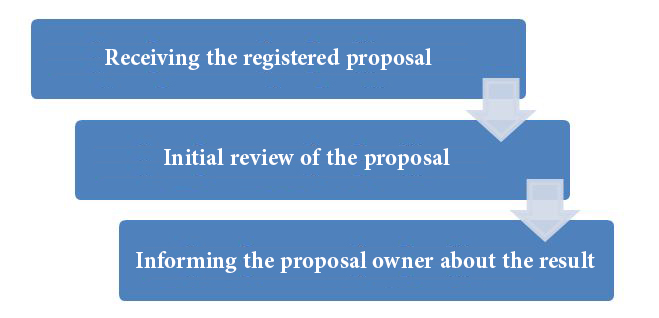 Receiving the registered proposal
Initial review of the proposal
Informing the proposal owner about the result